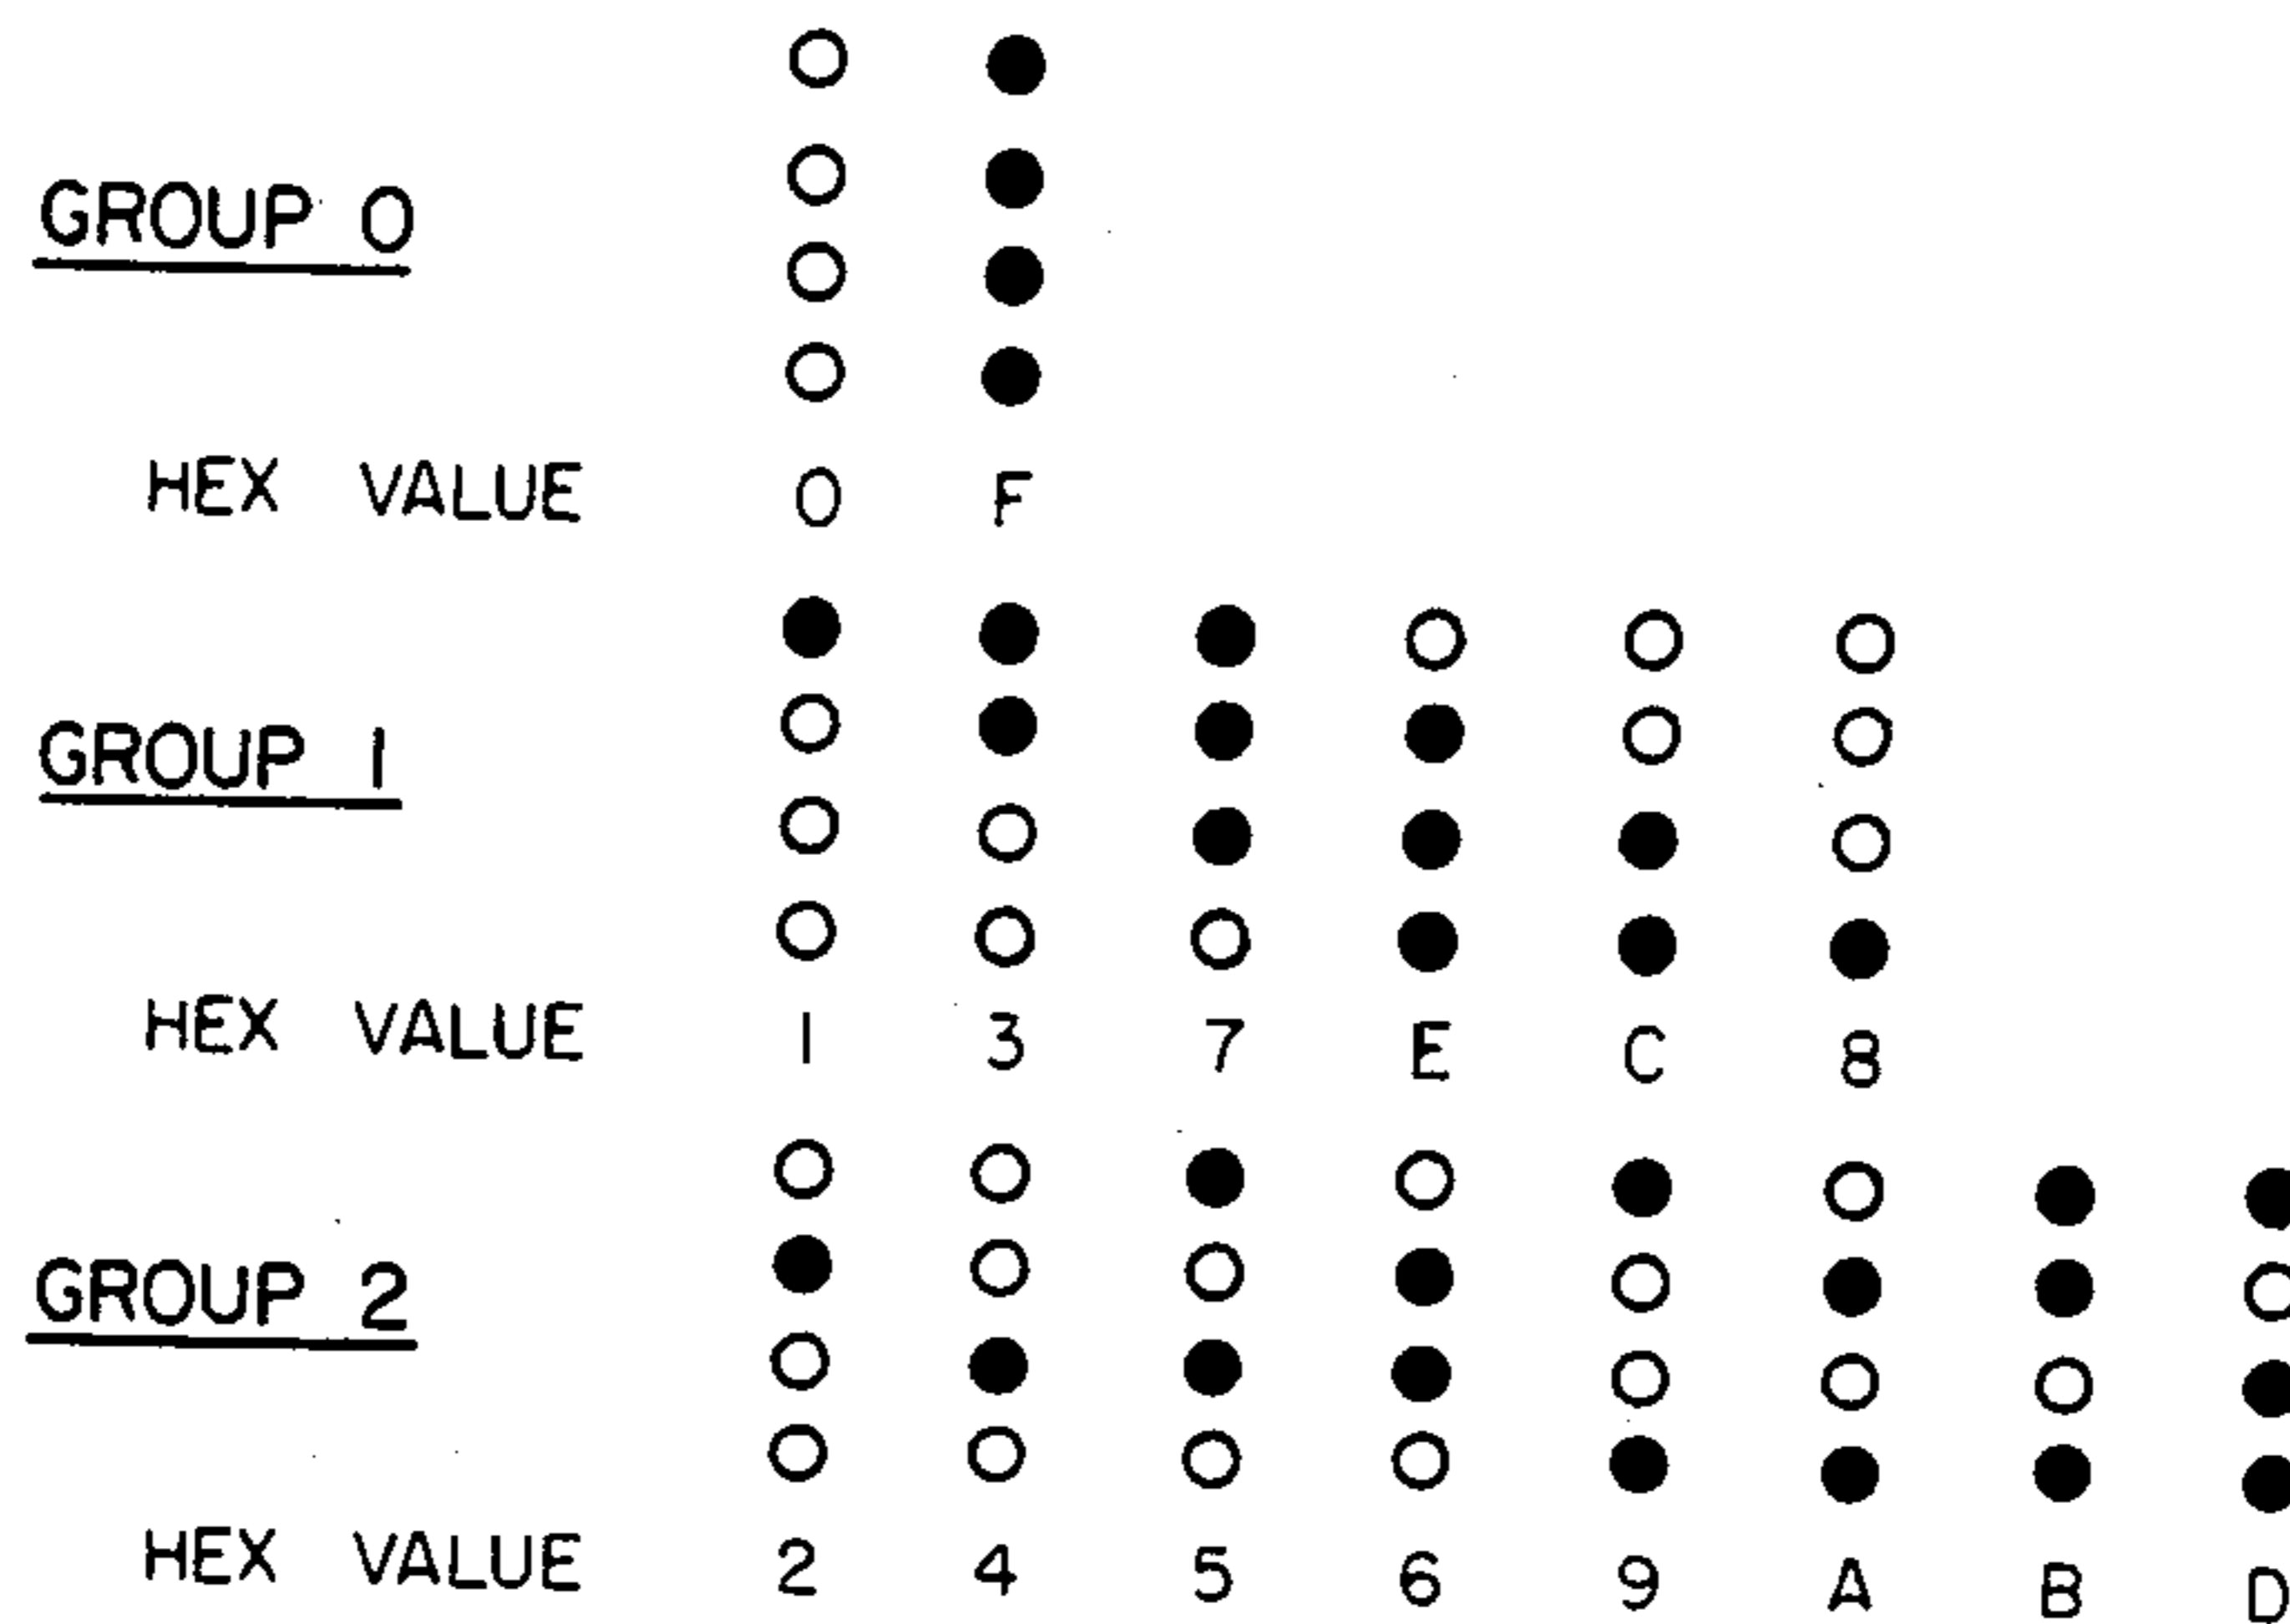 GROUP 0
HEX VALUE 0 F
GROUP 1
HEX VALUE 1 3 7 E C 8
GROUP 2
HEX VALUE 2 4 5 6 9 A B D